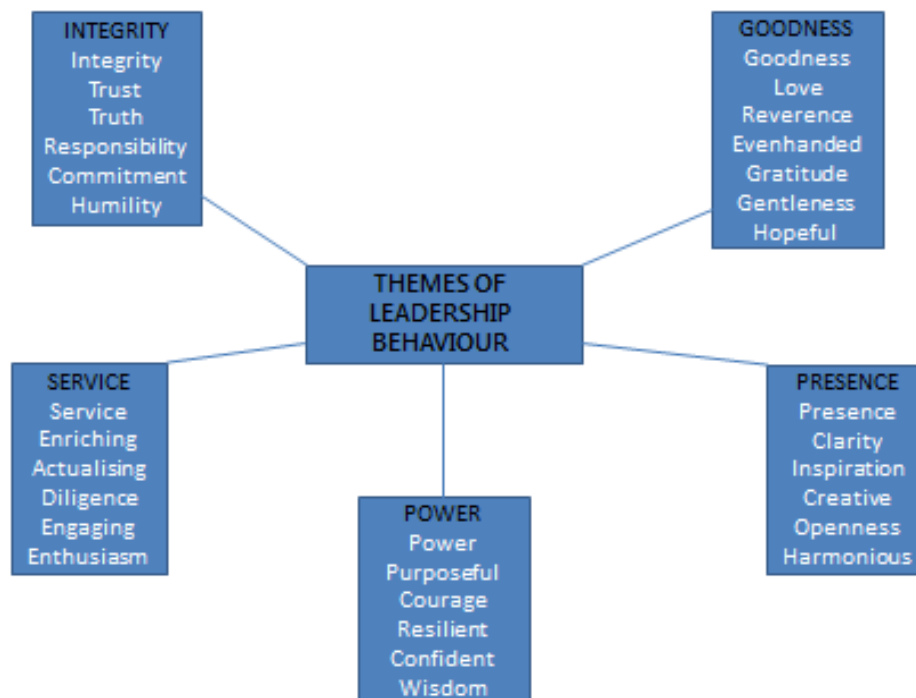 INTEGRITY
Integrity
Trust
Truth
Responsibility
Commitment
Humility
GOODNESS
Goodness
Love
Reverence
Evenhanded
Gratitude
Gentleness
Hopeful
THEMES OF
LEADERSHIP
BEHAVIOUR
SERVICE
Service
Enriching
Actualising
Diligence
Engaging
Enthusiasm
POWER
Power
Purposeful
Courage
Resilient
Confident
Wisdom
PRESENCE
Presence
Clarity
Inspiration
Creative
Openness
Harmonious